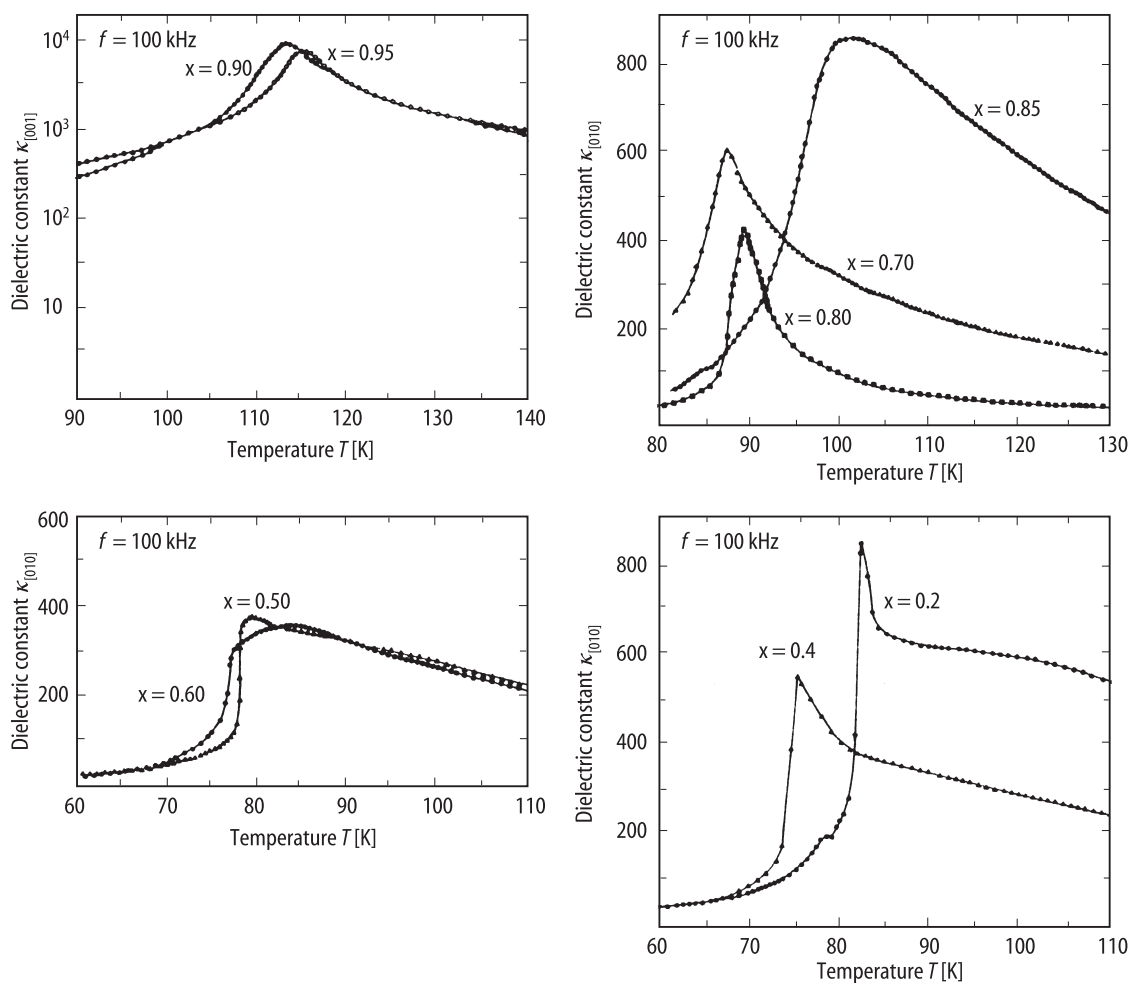 f = 100 kHz
x = 0.90
x = 0.95
10⁴
10³
10²
10
Dielectric constant κ[001]
90 100 110 120 130 140
Temperature T [K]
f = 100 kHz
x = 0.85
x = 0.70
x = 0.80
800
600
400
200
Dielectric constant κ[010]
80 90 100 110 120 130
Temperature T [K]
f = 100 kHz
x = 0.50
x = 0.60
600
400
200
Dielectric constant κ[010]
60 70 80 90 100 110
Temperature T [K]
f = 100 kHz
x = 0.2
x = 0.4
800
600
400
200
Dielectric constant κ[010]
60 70 80 90 100 110
Temperature T [K]